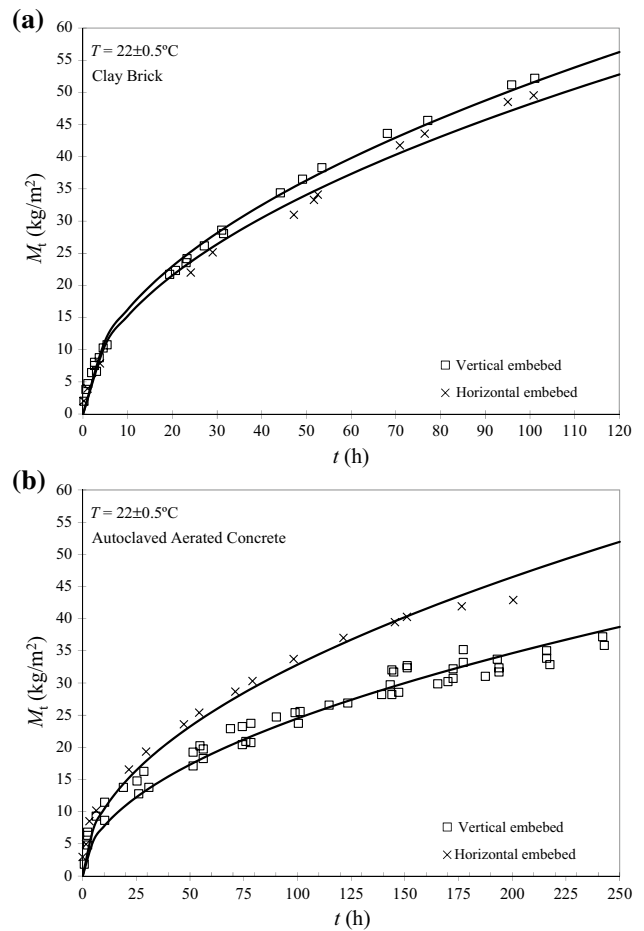 (a)
60
T = 22±0.5ºC
55
Clay Brick
50
45
40
Mt (kg/m²)
35
30
25
20
15
10
Vertical embebed
5
Horizontal embebed
0
0 10 20 30 40 50 60 70 80 90 100 110 120
t (h)
(b)
60
T = 22±0.5ºC
55
Autoclaved Aerated Concrete
50
45
40
Mt (kg/m²)
35
30
25
20
15
10
Vertical embebed
5
Horizontal embebed
0
0 25 50 75 100 125 150 175 200 225 250
t (h)